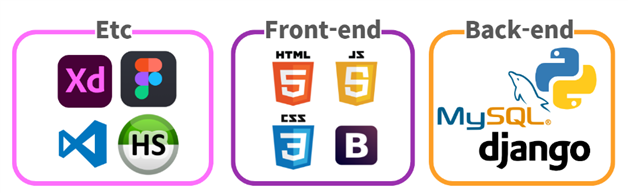 Etc
Front-end
Back-end
Xd
HS
HTML
5
JS
5
CSS
3
B
MySQL®
django